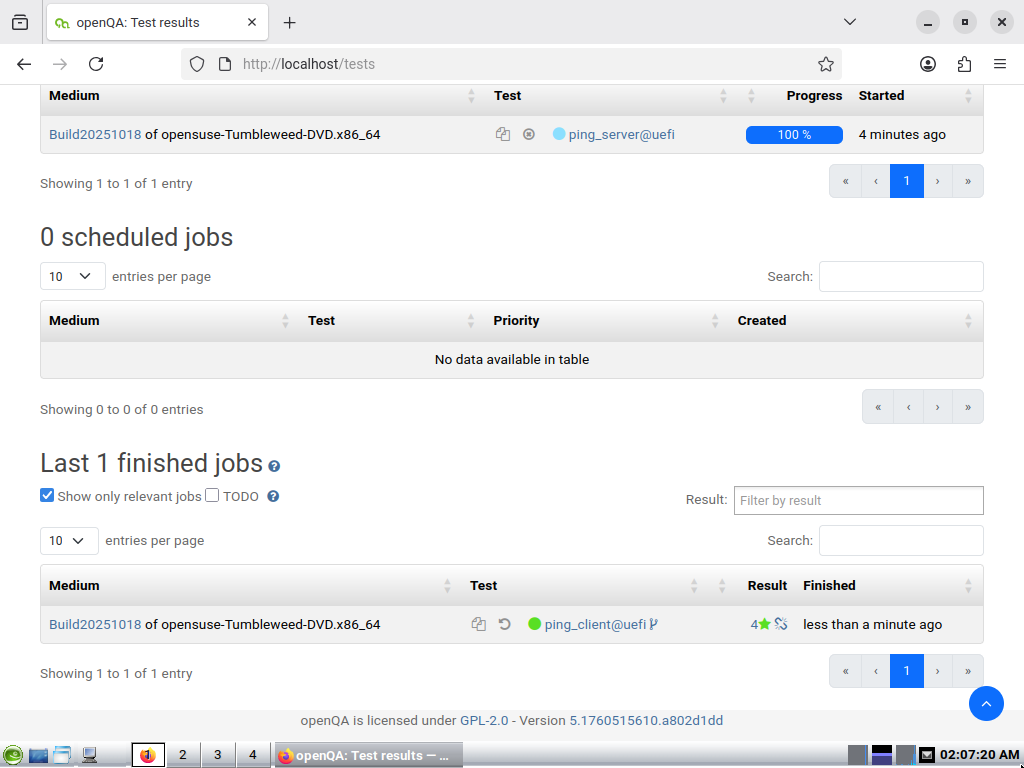 openQA: Test results
http://localhost/tests
Medium Test Progress Started
Build20251018 of opensuse-Tumbleweed-DVD.x86_64 ping_server@uefi 100 % 4 minutes ago
Showing 1 to 1 of 1 entry « ‹ 1 › »
0 scheduled jobs
10 entries per page Search:
Medium Test Priority Created
No data available in table
Showing 0 to 0 of 0 entries « ‹ › »
Last 1 finished jobs
Show only relevant jobs TODO Result: Filter by result
10 entries per page Search:
Medium Test Result Finished
Build20251018 of opensuse-Tumbleweed-DVD.x86_64 ping_client@uefi 4 less than a minute ago
Showing 1 to 1 of 1 entry « ‹ 1 › »
openQA is licensed under GPL-2.0 - Version 5.1760515610.a802d1dd
1 2 3 4 openQA: Test results — ... 02:07:20 AM